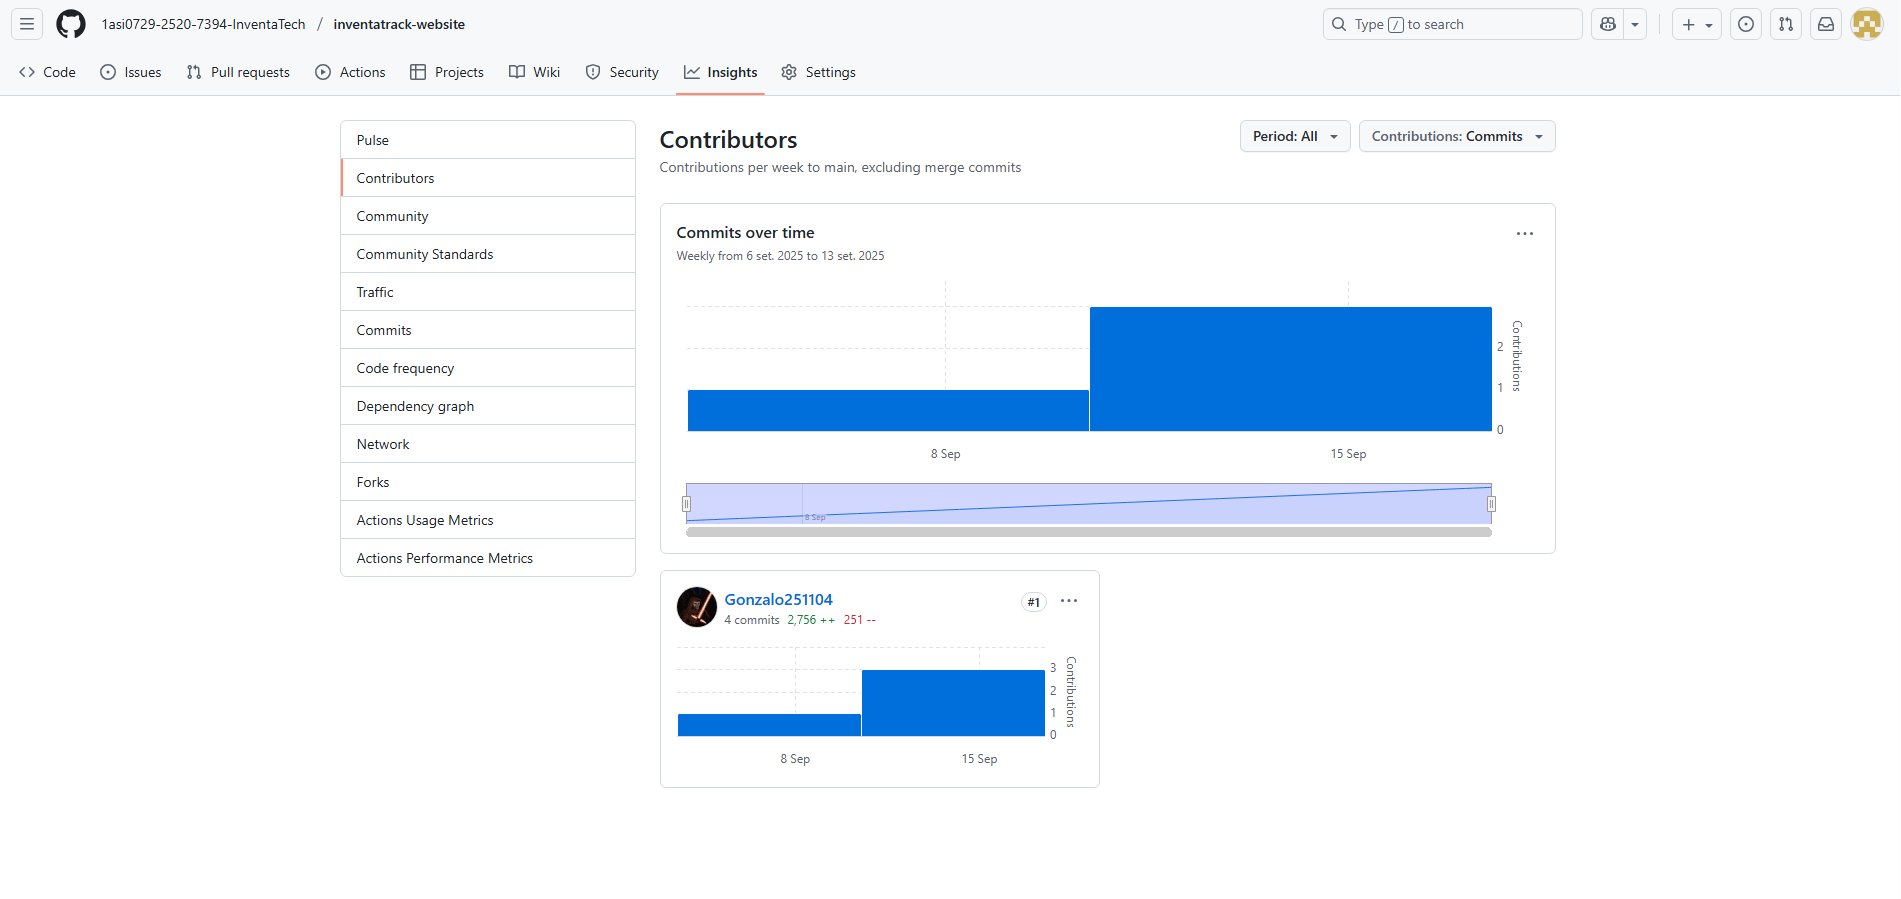 1asi0729-2520-7394-InventaTech / inventatrack-website
Type / to search
Code Issues Pull requests Actions Projects Wiki Security Insights Settings
Pulse
Contributors
Community
Community Standards
Traffic
Commits
Code frequency
Dependency graph
Network
Forks
Actions Usage Metrics
Actions Performance Metrics
Contributors
Contributions per week to main, excluding merge commits
Period: All
Contributions: Commits
Commits over time
Weekly from 6 set. 2025 to 13 set. 2025
2
1
0
Contributions
8 Sep 15 Sep
8 Sep
Gonzalo251104
4 commits 2,756 ++ 251 --
#1
3
2
1
0
Contributions
8 Sep 15 Sep